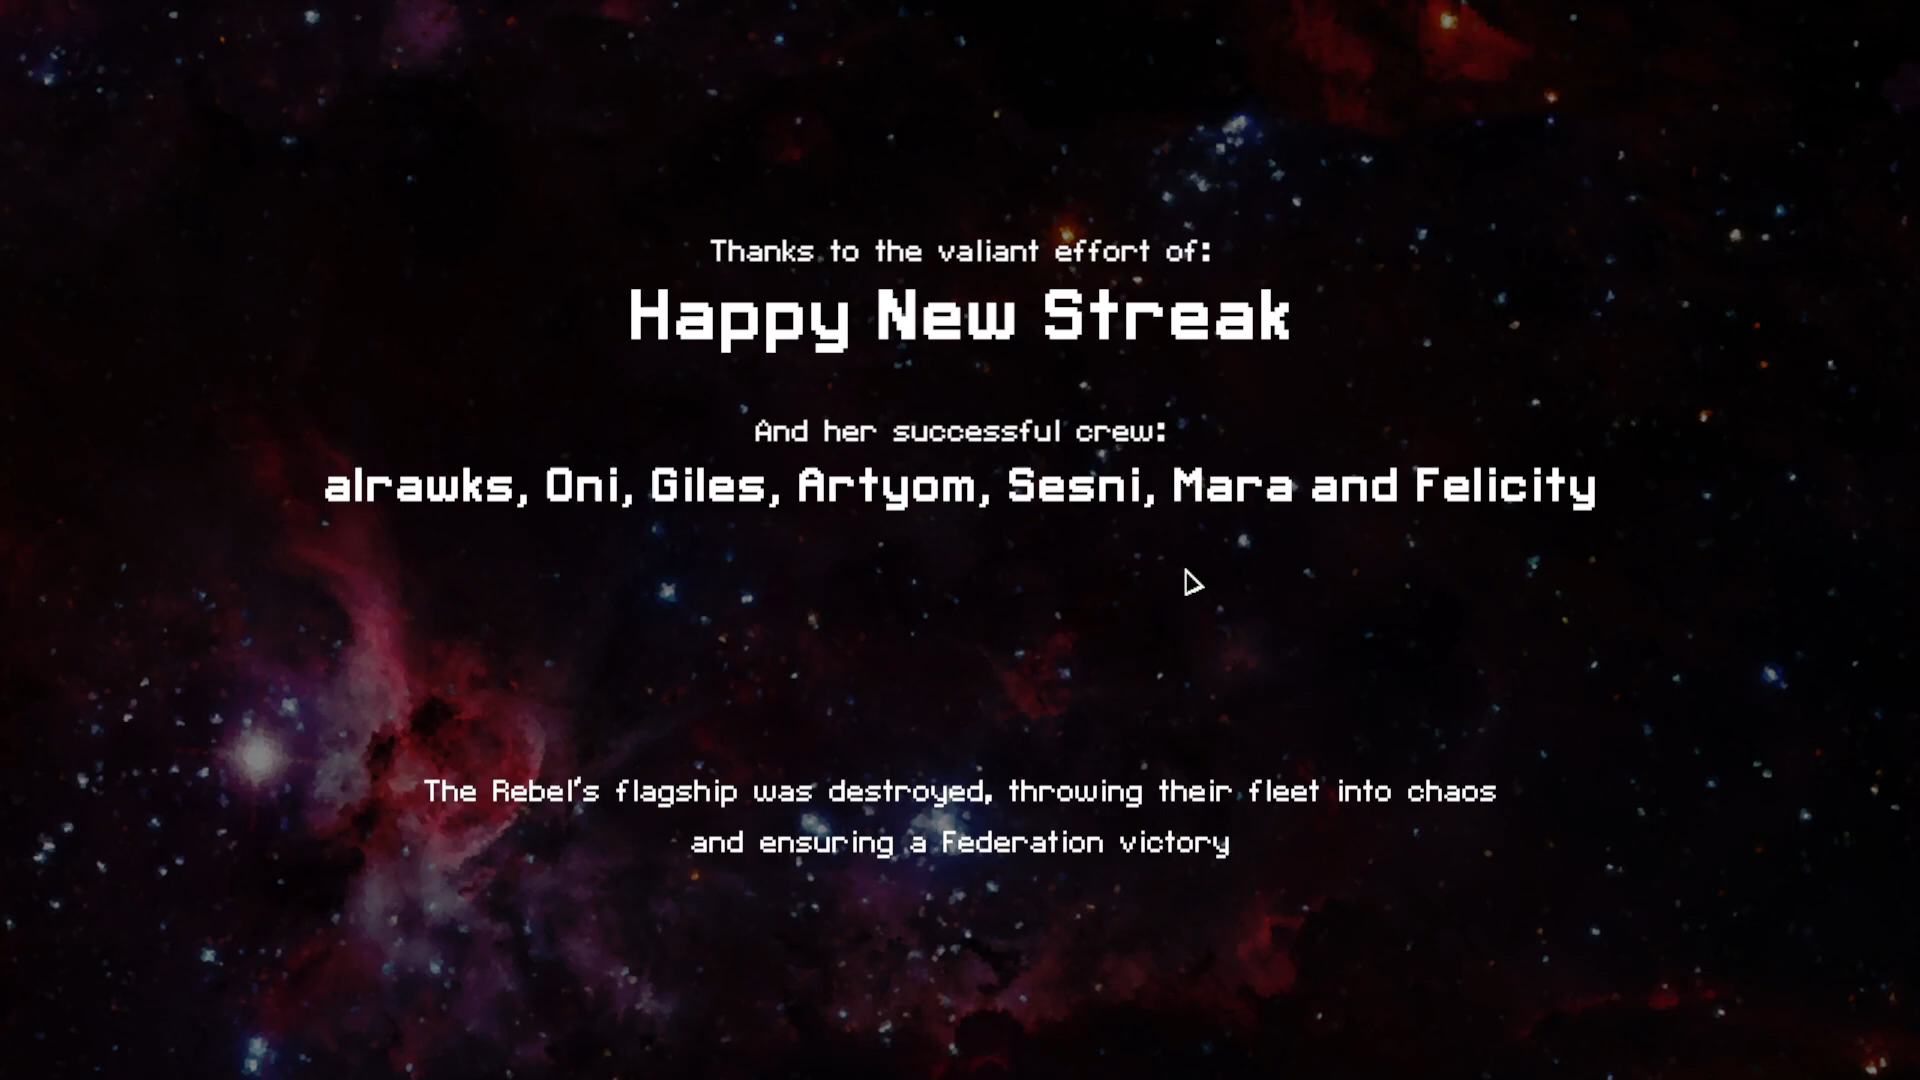 Thanks to the valiant effort of:
Happy New Streak
And her successful crew:
alrawks, Oni, Giles, Artyom, Sesni, Mara and Felicity
The Rebel's flagship was destroyed, throwing their fleet into chaos
and ensuring a Federation victory